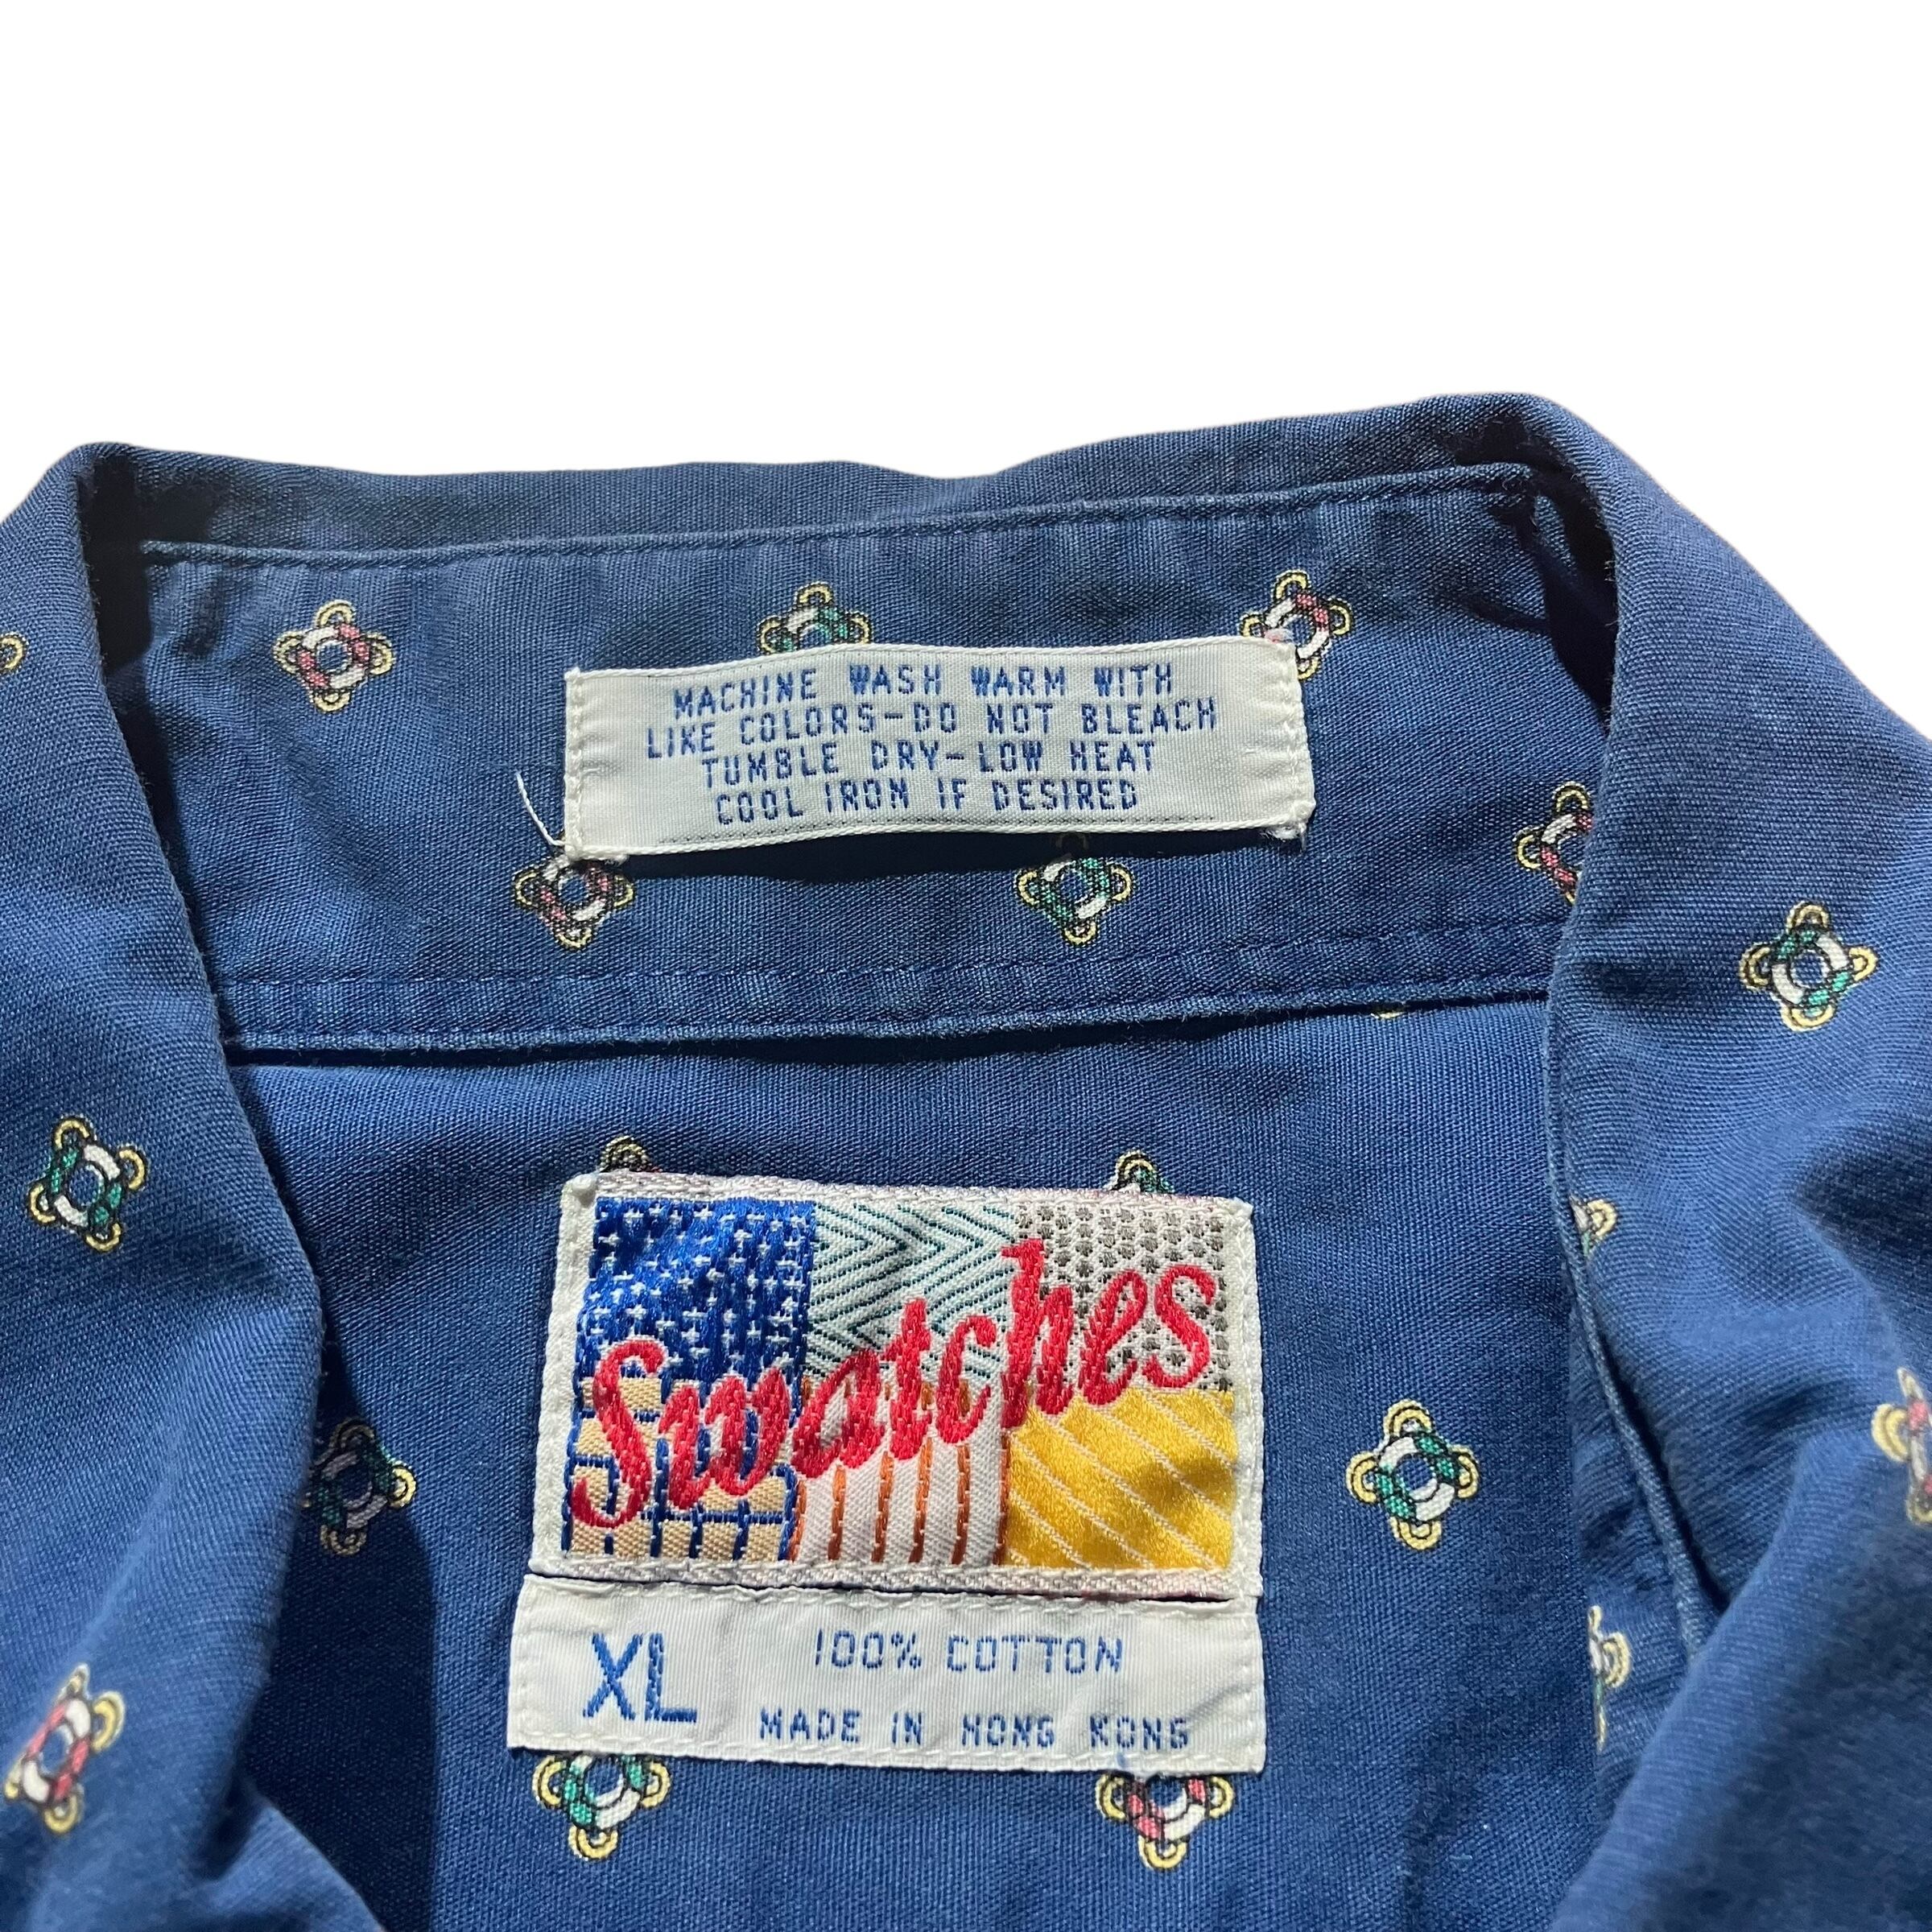 MACHINE WASH WARM WITH
LIKE COLORS-DO NOT BLEACH
TUMBLE DRY-LOW HEAT
COOL IRON IF DESIRED
Swatches
XL
100% COTTON
MADE IN HONG KONG